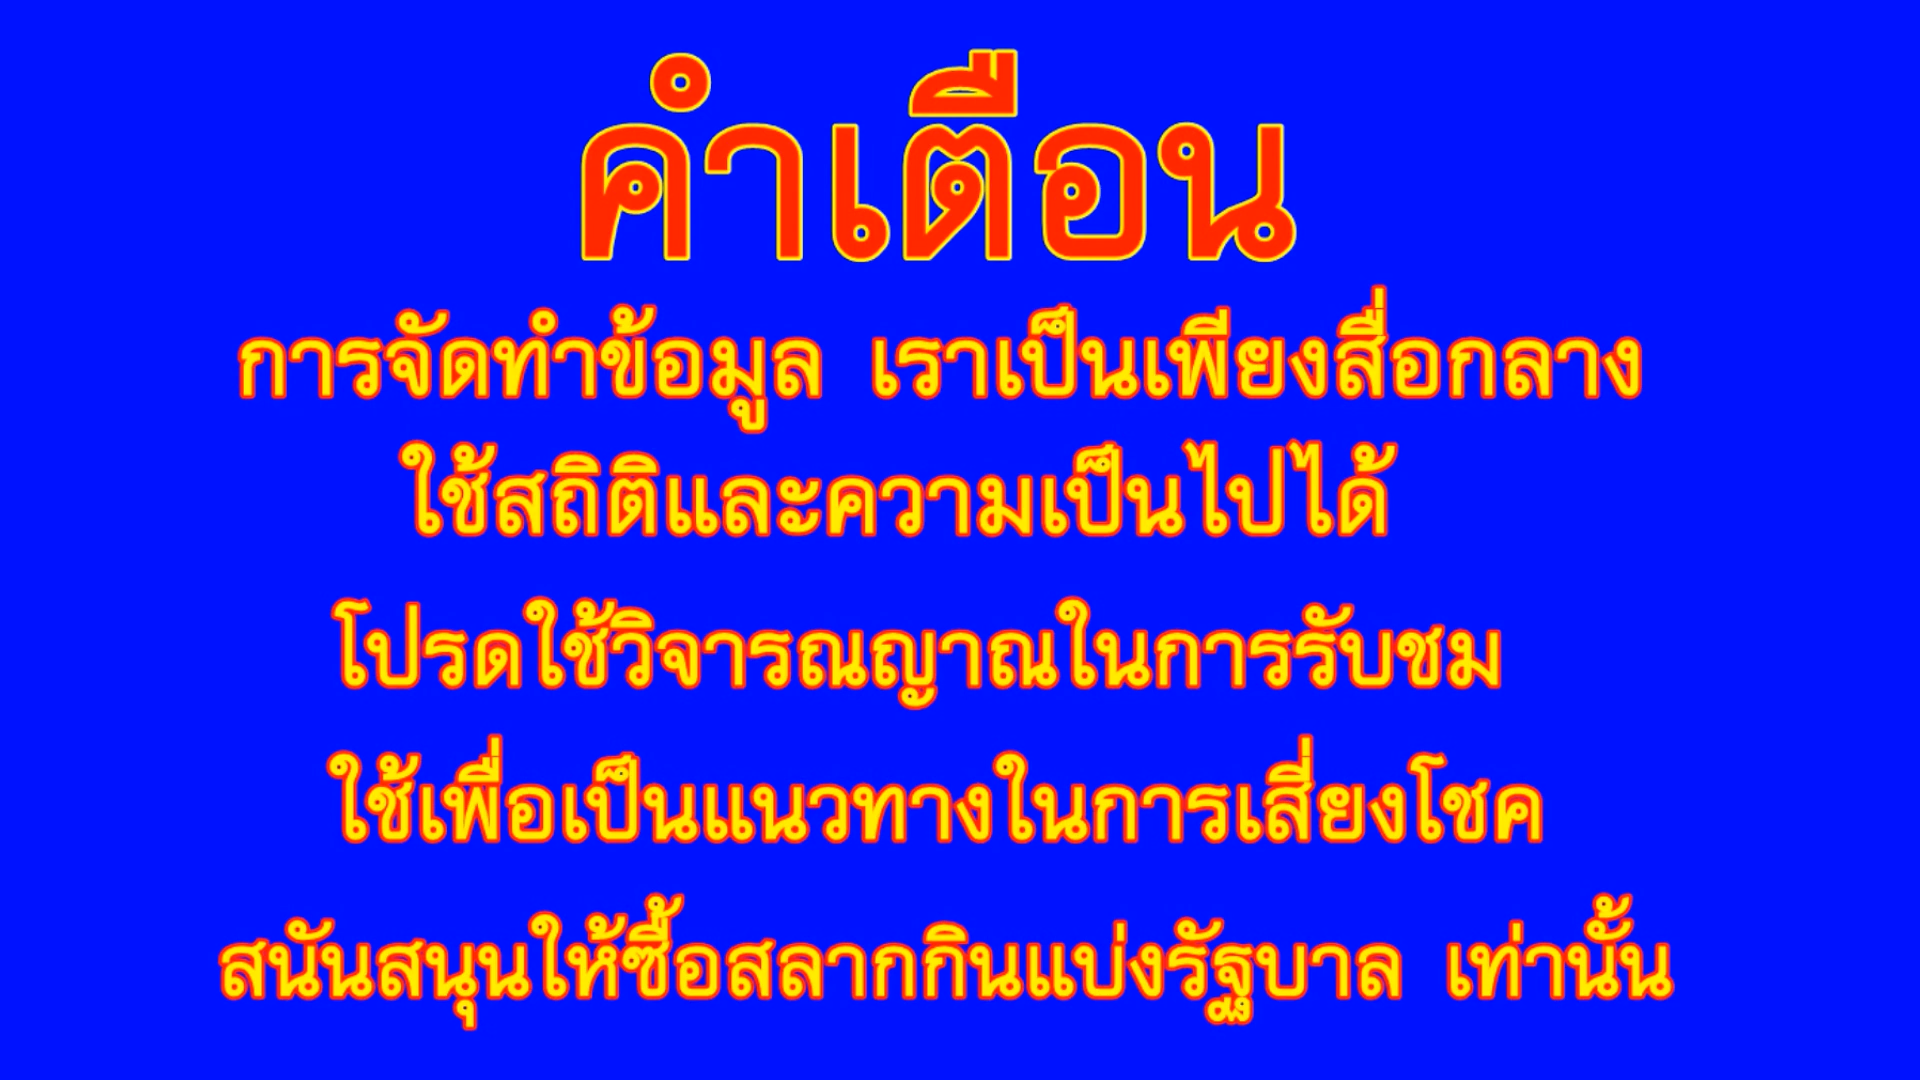 คำเตือน
การจัดทำข้อมูล เราเป็นเพียงสื่อกลาง
ใช้สถิติและความเป็นไปได้
โปรดใช้วิจารณญาณในการรับชม
ใช้เพื่อเป็นแนวทางในการเสี่ยงโชค
สนันสนุนให้ซื้อสลากกินแบ่งรัฐบาล เท่านั้น